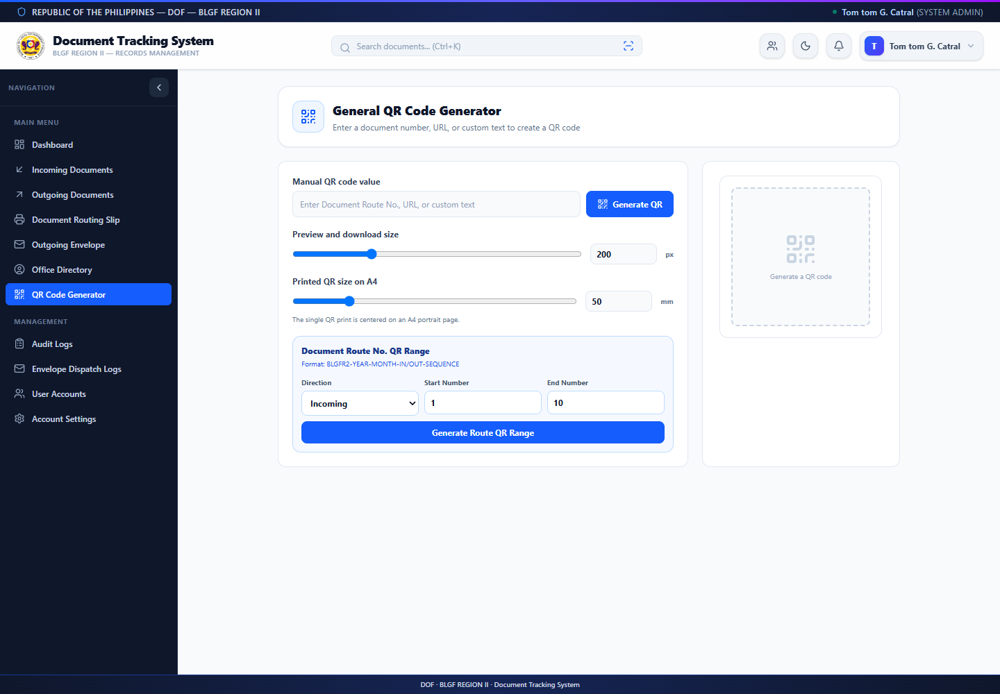 REPUBLIC OF THE PHILIPPINES — DOF — BLGF REGION II
Tom tom G. Catral (SYSTEM ADMIN)
Document Tracking System
BLGF REGION II — RECORDS MANAGEMENT
Search documents... (Ctrl+K)
T
Tom tom G. Catral
NAVIGATION
MAIN MENU
Dashboard
Incoming Documents
Outgoing Documents
Document Routing Slip
Outgoing Envelope
Office Directory
QR Code Generator
MANAGEMENT
Audit Logs
Envelope Dispatch Logs
User Accounts
Account Settings
General QR Code Generator
Enter a document number, URL, or custom text to create a QR code
Manual QR code value
Enter Document Route No., URL, or custom text
Generate QR
Preview and download size
200 px
Printed QR size on A4
50 mm
The single QR print is centered on an A4 portrait page.
Document Route No. QR Range
Format: BLGFR2-YEAR-MONTH-IN/OUT-SEQUENCE
Direction Start Number End Number
Incoming 1 10
Generate Route QR Range
Generate a QR code
DOF · BLGF REGION II · Document Tracking System